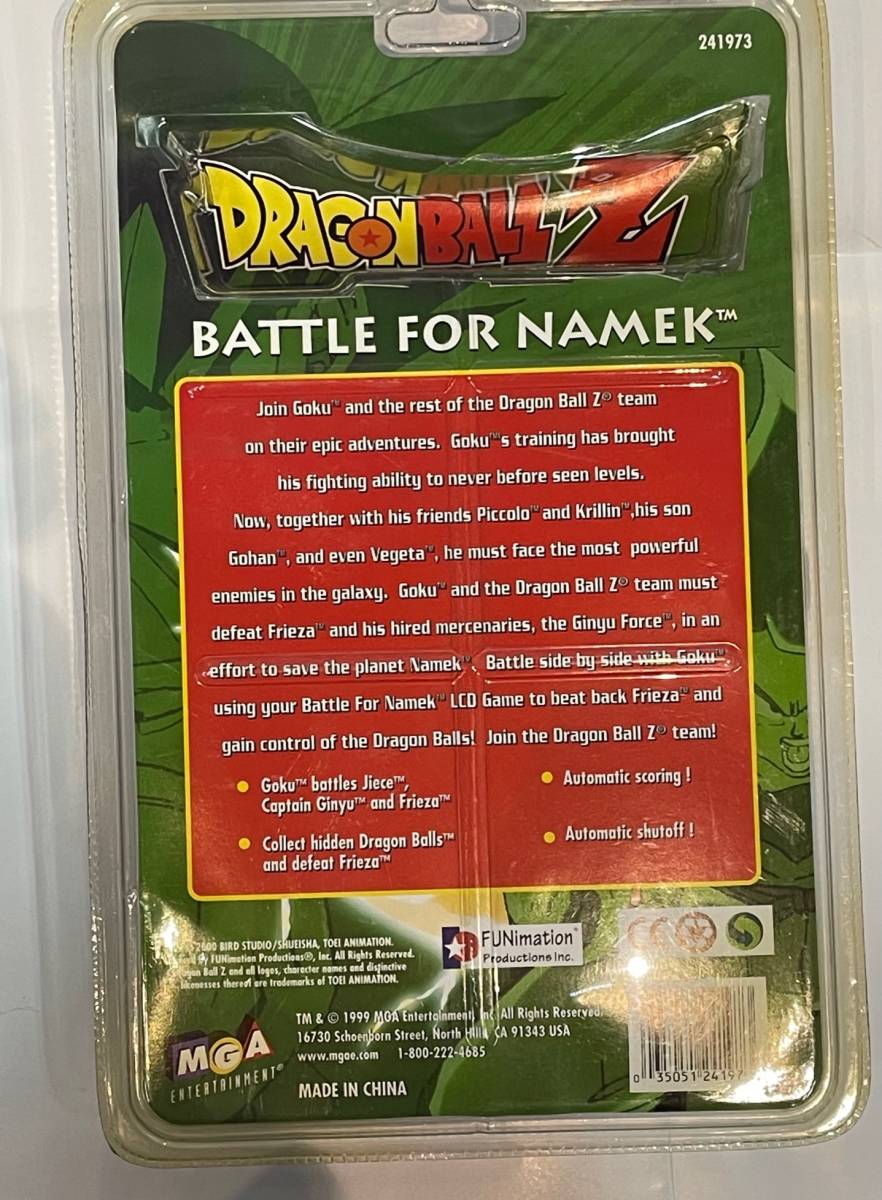 241973
DRAGON BALL Z
BATTLE FOR NAMEK™
Join Goku™ and the rest of the Dragon Ball Z® team
on their epic adventures. Goku™'s training has brought
his fighting ability to never before seen levels.
Now, together with his friends Piccolo™ and Krillin™,his son
Gohan™, and even Vegeta™, he must face the most powerful
enemies in the galaxy. Goku™ and the Dragon Ball Z® team must
defeat Frieza™ and his hired mercenaries, the Ginyu Force™, in an
effort to save the planet Namek™. Battle side by side with Goku™,
using your Battle For Namek™ LCD Game to beat back Frieza™ and
gain control of the Dragon Balls! Join the Dragon Ball Z® team!
• Goku™ battles Jiece™,
Captain Ginyu™ and Frieza™
• Collect hidden Dragon Balls™
and defeat Frieza™
• Automatic scoring !
• Automatic shutoff !
2000 BIRD STUDIO/SHUEISHA, TOEI ANIMATION.
by FUNimation Productions®, Inc. All Rights Reserved.
Ball Z and all logos, character names and distinctive
likenesses thereof are trademarks of TOEI ANIMATION.
FUNimation®
Productions Inc.
CE
MGA
ENTERTAINMENT®
TM & © 1999 MGA Entertainment, Inc. All Rights Reserved.
16730 Schoenborn Street, North Hills, CA 91343 USA
www.mgae.com 1-800-222-4685
MADE IN CHINA
0 35051 24197